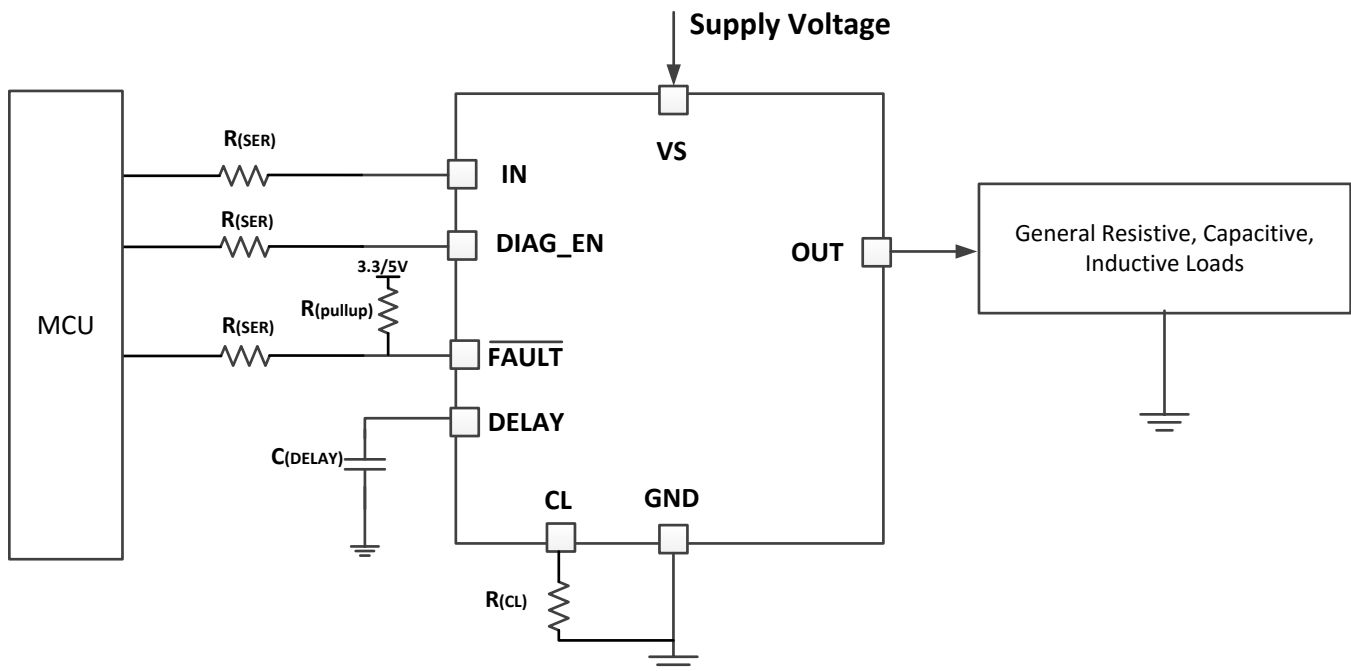 Supply Voltage
VS
R(SER)
IN
R(SER)
DIAG_EN
3.3/5V
R(pullup)
OUT
General Resistive, Capacitive,
Inductive Loads
MCU
R(SER)
FAULT
DELAY
C(DELAY)
CL
GND
R(CL)